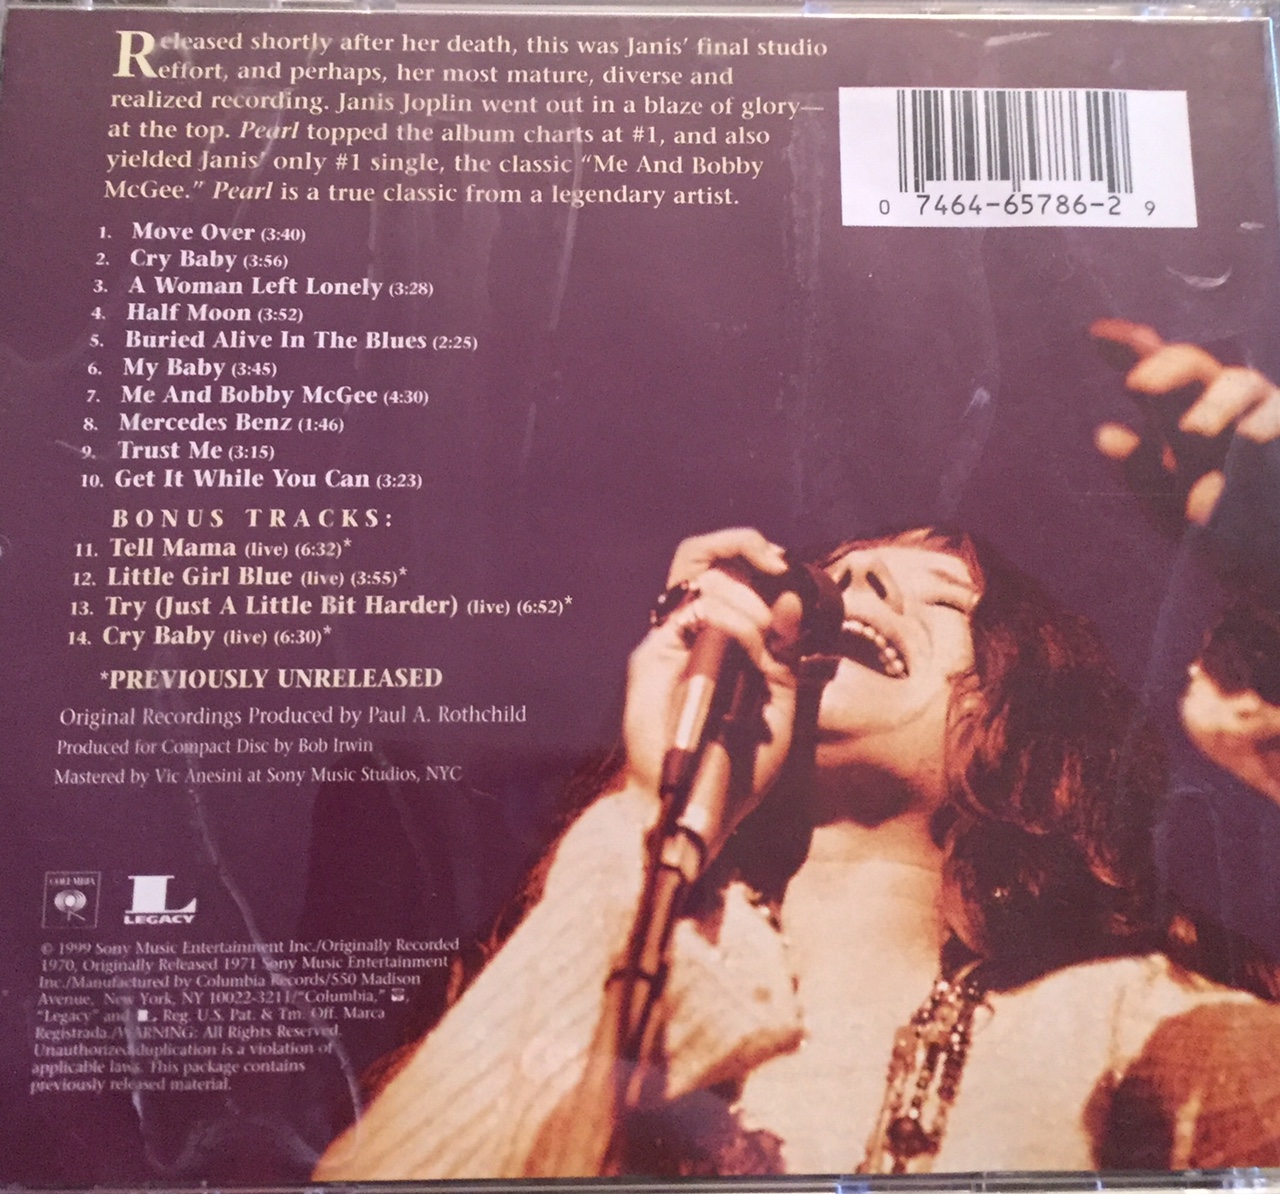 Released shortly after her death, this was Janis' final studio
effort, and perhaps, her most mature, diverse and
realized recording. Janis Joplin went out in a blaze of glory—
at the top. Pearl topped the album charts at #1, and also
yielded Janis' only #1 single, the classic “Me And Bobby
McGee.” Pearl is a true classic from a legendary artist.
0 7464-65786-2 9
1. Move Over (3:40)
2. Cry Baby (3:56)
3. A Woman Left Lonely (3:28)
4. Half Moon (3:52)
5. Buried Alive In The Blues (2:25)
6. My Baby (3:45)
7. Me And Bobby McGee (4:30)
8. Mercedes Benz (1:46)
9. Trust Me (3:15)
10. Get It While You Can (3:23)
BONUS TRACKS:
11. Tell Mama (live) (6:32)*
12. Little Girl Blue (live) (3:55)*
13. Try (Just A Little Bit Harder) (live) (6:52)*
14. Cry Baby (live) (6:30)*
*PREVIOUSLY UNRELEASED
Original Recordings Produced by Paul A. Rothchild
Produced for Compact Disc by Bob Irwin
Mastered by Vic Anesini at Sony Music Studios, NYC
COLUMBIA
L LEGACY
© 1999 Sony Music Entertainment Inc./Originally Recorded
1970, Originally Released 1971 Sony Music Entertainment
Inc./Manufactured by Columbia Records/550 Madison
Avenue, New York, NY 10022-3211/“Columbia,” ,
“Legacy” and L, Reg. U.S. Pat. & Tm. Off. Marca
Registrada./WARNING: All Rights Reserved.
Unauthorized duplication is a violation of
applicable laws. This package contains
previously released material.